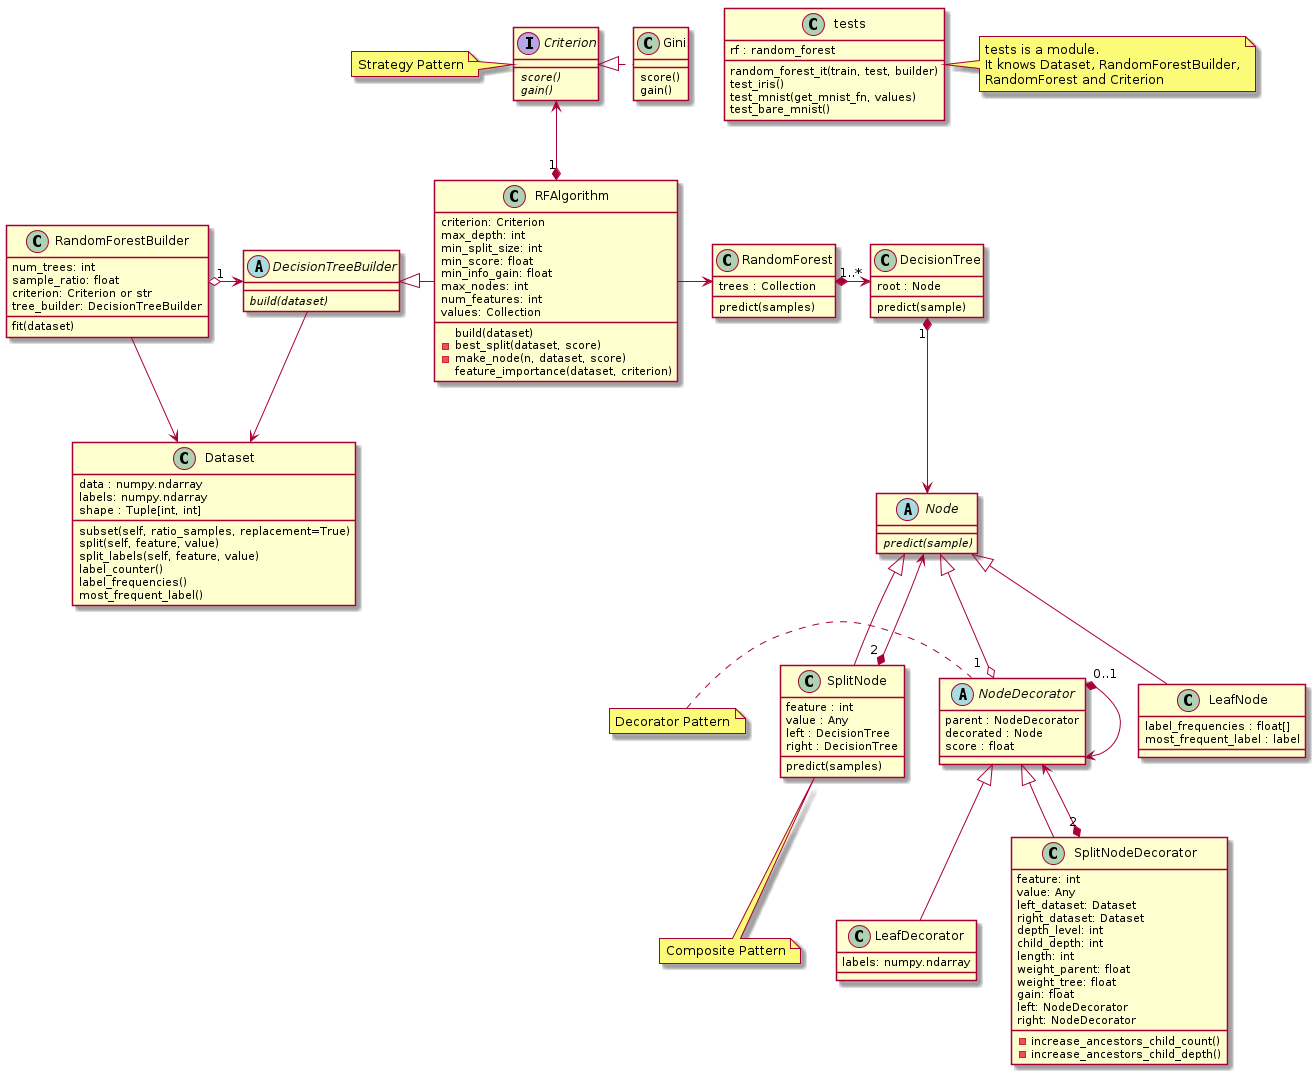 Strategy Pattern
I Criterion
score()
gain()
C Gini
score()
gain()
C tests
rf : random_forest
random_forest_it(train, test, builder)
test_iris()
test_mnist(get_mnist_fn, values)
test_bare_mnist()
tests is a module.
It knows Dataset, RandomForestBuilder,
RandomForest and Criterion
1
C RandomForestBuilder
num_trees: int
sample_ratio: float
criterion: Criterion or str
tree_builder: DecisionTreeBuilder
fit(dataset)
1
A DecisionTreeBuilder
build(dataset)
C RFAlgorithm
criterion: Criterion
max_depth: int
min_split_size: int
min_score: float
min_info_gain: float
max_nodes: int
num_features: int
values: Collection
build(dataset)
best_split(dataset, score)
make_node(n, dataset, score)
feature_importance(dataset, criterion)
C RandomForest
trees : Collection
predict(samples)
1..*
C DecisionTree
root : Node
predict(sample)
1
C Dataset
data : numpy.ndarray
labels: numpy.ndarray
shape : Tuple[int, int]
subset(self, ratio_samples, replacement=True)
split(self, feature, value)
split_labels(self, feature, value)
label_counter()
label_frequencies()
most_frequent_label()
A Node
predict(sample)
Decorator Pattern
2
C SplitNode
feature : int
value : Any
left : DecisionTree
right : DecisionTree
predict(samples)
1
A NodeDecorator
parent : NodeDecorator
decorated : Node
score : float
0..1
C LeafNode
label_frequencies : float[]
most_frequent_label : label
2
Composite Pattern
C LeafDecorator
labels: numpy.ndarray
C SplitNodeDecorator
feature: int
value: Any
left_dataset: Dataset
right_dataset: Dataset
depth_level: int
child_depth: int
length: int
weight_parent: float
weight_tree: float
gain: float
left: NodeDecorator
right: NodeDecorator
increase_ancestors_child_count()
increase_ancestors_child_depth()